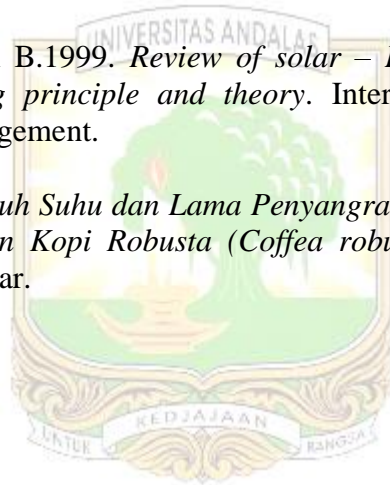 UNIVERSITAS ANDALAS
B.1999. Review of solar –
principle and theory. Inter
gement.
uh Suhu dan Lama Penyangra
n Kopi Robusta (Coffea robu
ar.
KEDJAJAAN
UNTUK BANGSA